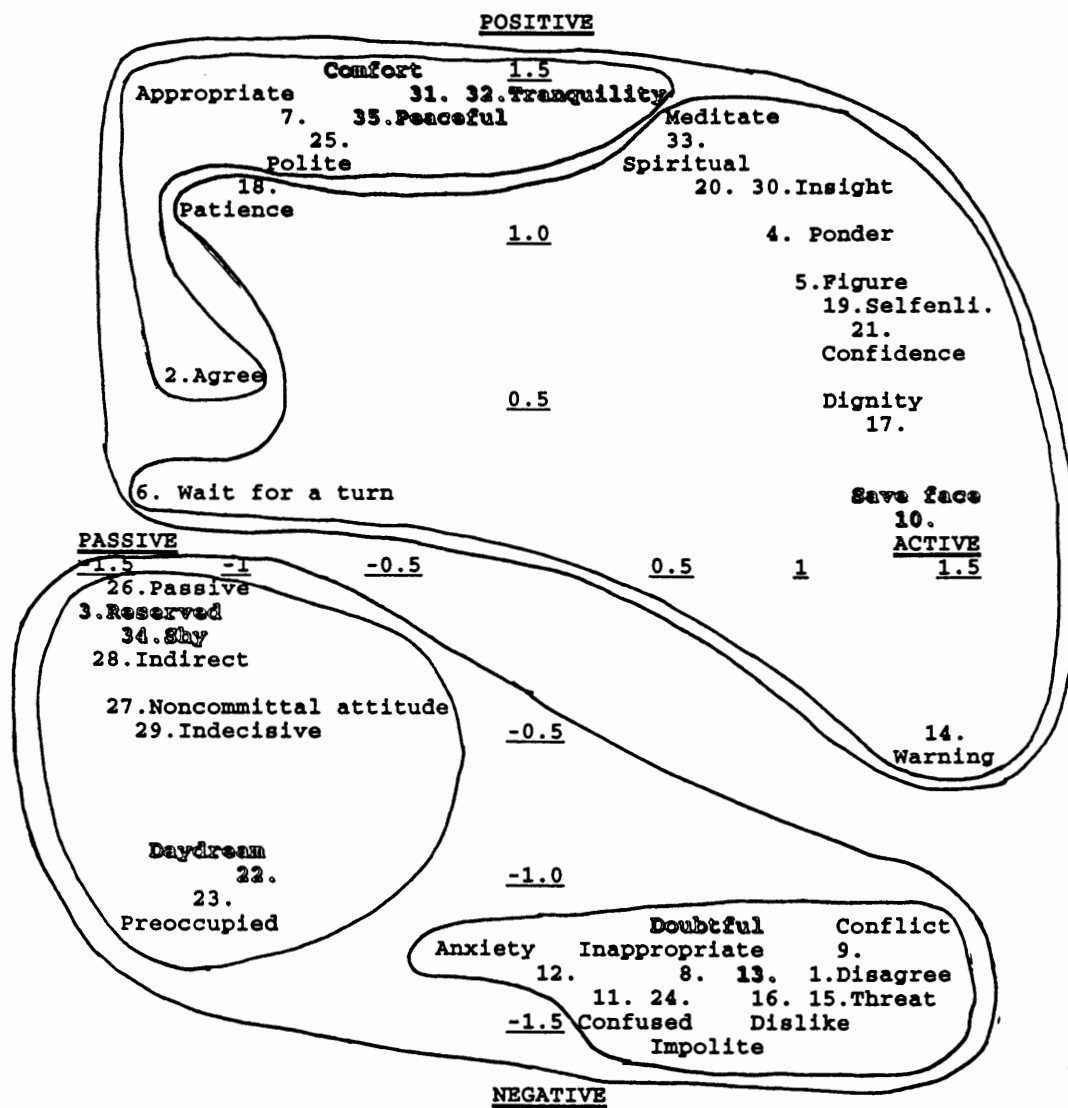 POSITIVE
Comfort 1.5
Appropriate 31. 32.Tranquility
7. 35.Peaceful Meditate
25. 33.
Polite Spiritual
18. 20. 30.Insight
Patience
1.0 4. Ponder
5.Figure
19.Selfenli.
21.
Confidence
2.Agree
0.5 Dignity
17.
6. Wait for a turn Save face
10.
PASSIVE ACTIVE
-1.5 -1 -0.5 0.5 1 1.5
26.Passive
3.Reserved
34.Shy
28.Indirect
27.Noncommittal attitude
29.Indecisive -0.5 14.
Warning
Daydream
22. -1.0
23.
Preoccupied Doubtful Conflict
Anxiety Inappropriate 9.
12. 8. 13. 1.Disagree
11. 24. 16. 15.Threat
-1.5 Confused Dislike
Impolite
NEGATIVE